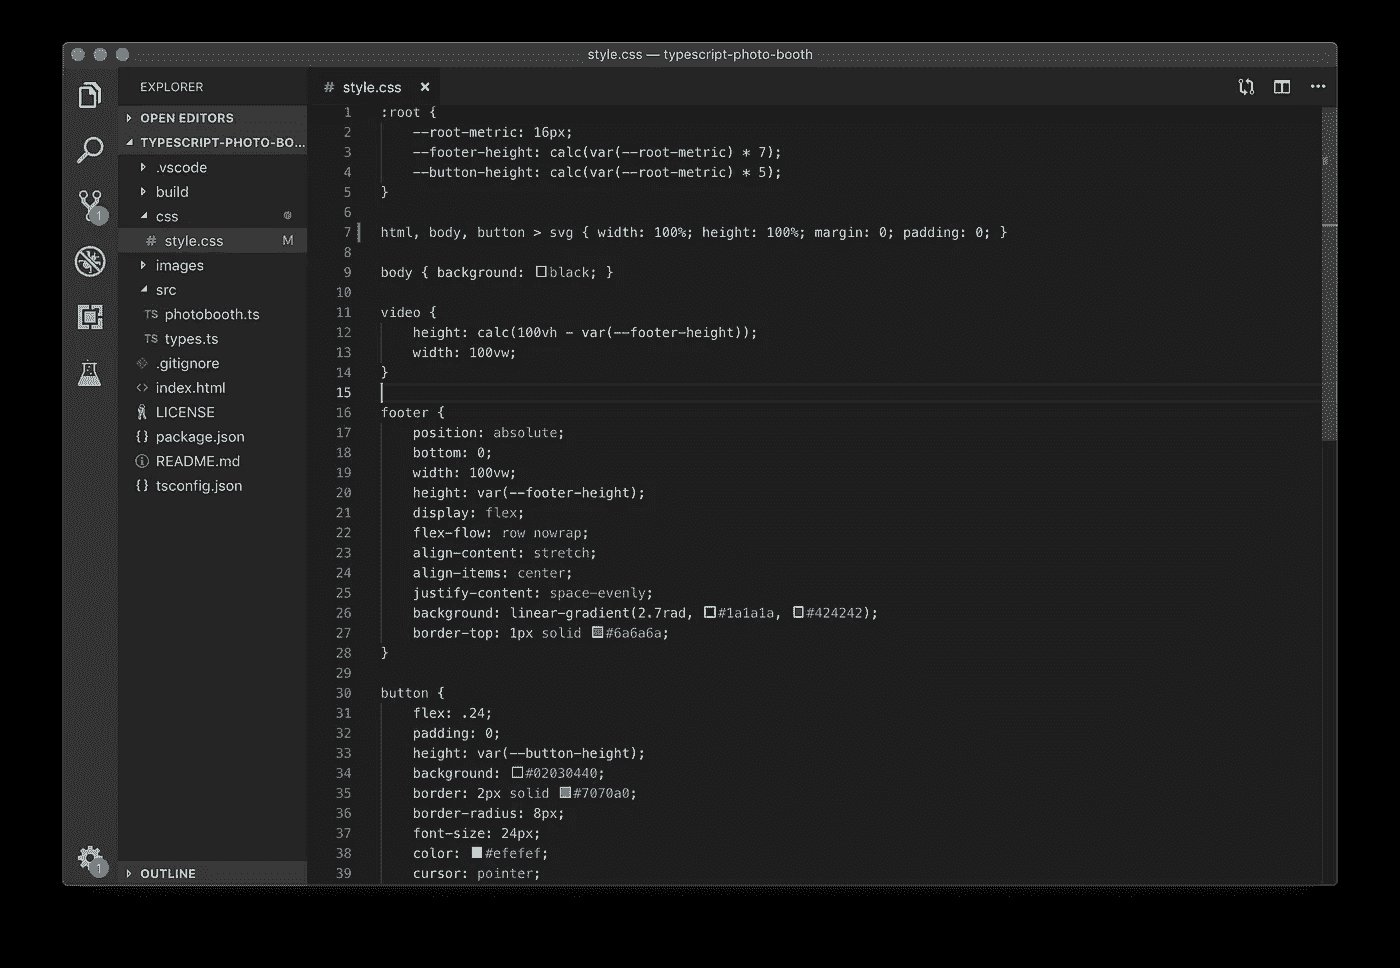 style.css — typescript-photo-booth
EXPLORER
OPEN EDITORS
TYPESCRIPT-PHOTO-BO...
.vscode
build
css
# style.css M
images
src
TS photobooth.ts
TS types.ts
.gitignore
<> index.html
LICENSE
{} package.json
README.md
{} tsconfig.json
OUTLINE
1
1
# style.css ×
1 :root {
2 --root-metric: 16px;
3 --footer-height: calc(var(--root-metric) * 7);
4 --button-height: calc(var(--root-metric) * 5);
5 }
6
7 html, body, button > svg { width: 100%; height: 100%; margin: 0; padding: 0; }
8
9 body { background: black; }
10
11 video {
12 height: calc(100vh - var(--footer-height));
13 width: 100vw;
14 }
15
16 footer {
17 position: absolute;
18 bottom: 0;
19 width: 100vw;
20 height: var(--footer-height);
21 display: flex;
22 flex-flow: row nowrap;
23 align-content: stretch;
24 align-items: center;
25 justify-content: space-evenly;
26 background: linear-gradient(2.7rad, #1a1a1a, #424242);
27 border-top: 1px solid #6a6a6a;
28 }
29
30 button {
31 flex: .24;
32 padding: 0;
33 height: var(--button-height);
34 background: #02030440;
35 border: 2px solid #7070a0;
36 border-radius: 8px;
37 font-size: 24px;
38 color: #efefef;
39 cursor: pointer;